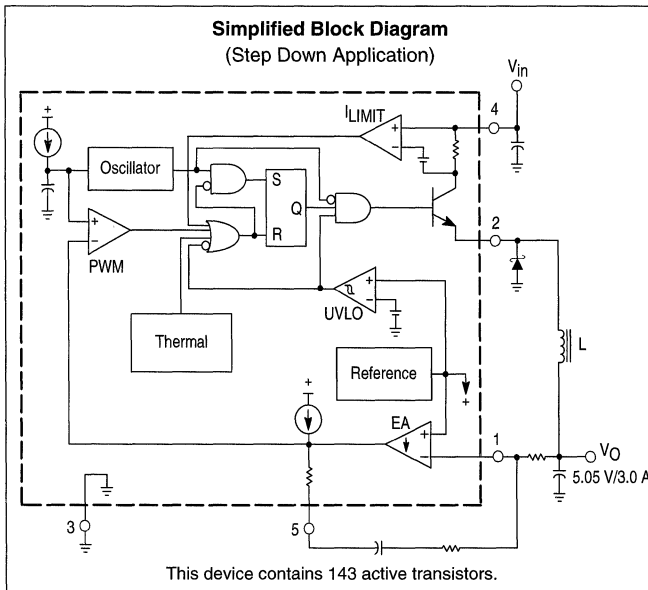 Simplified Block Diagram
(Step Down Application)
Vin
4
ILIMIT
+
−
+
Oscillator
S
Q
R
+
−
PWM
2
+
−
UVLO
Thermal
L
Reference
+
+
EA
+
−
1
VO
5.05 V/3.0 A
3
5
This device contains 143 active transistors.